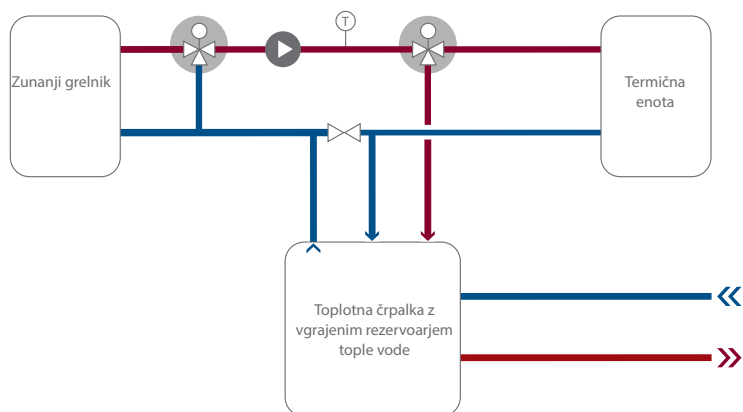 T
Zunanji grelnik
Termična
enota
Toplotna črpalka z
vgrajenim rezervoarjem
tople vode